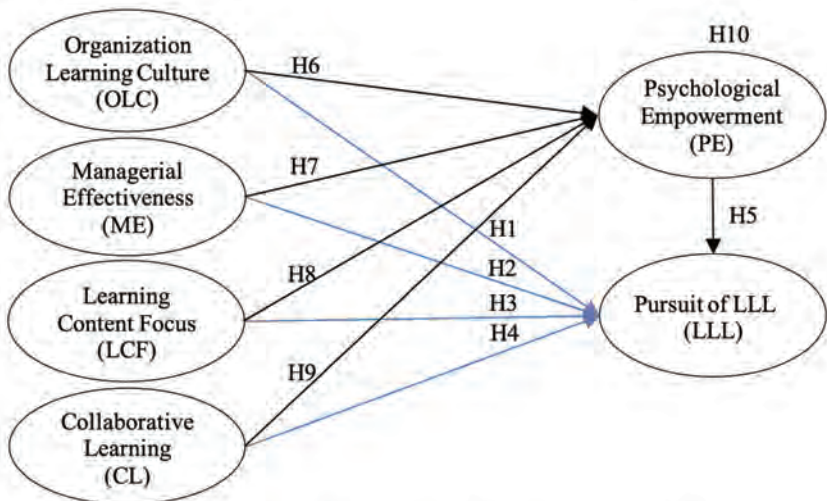 Organization
Learning Culture
(OLC)
Managerial
Effectiveness
(ME)
Learning
Content Focus
(LCF)
Collaborative
Learning
(CL)
H6
H7
H8
H9
H1
H2
H3
H4
H10
Psychological
Empowerment
(PE)
H5
Pursuit of LLL
(LLL)